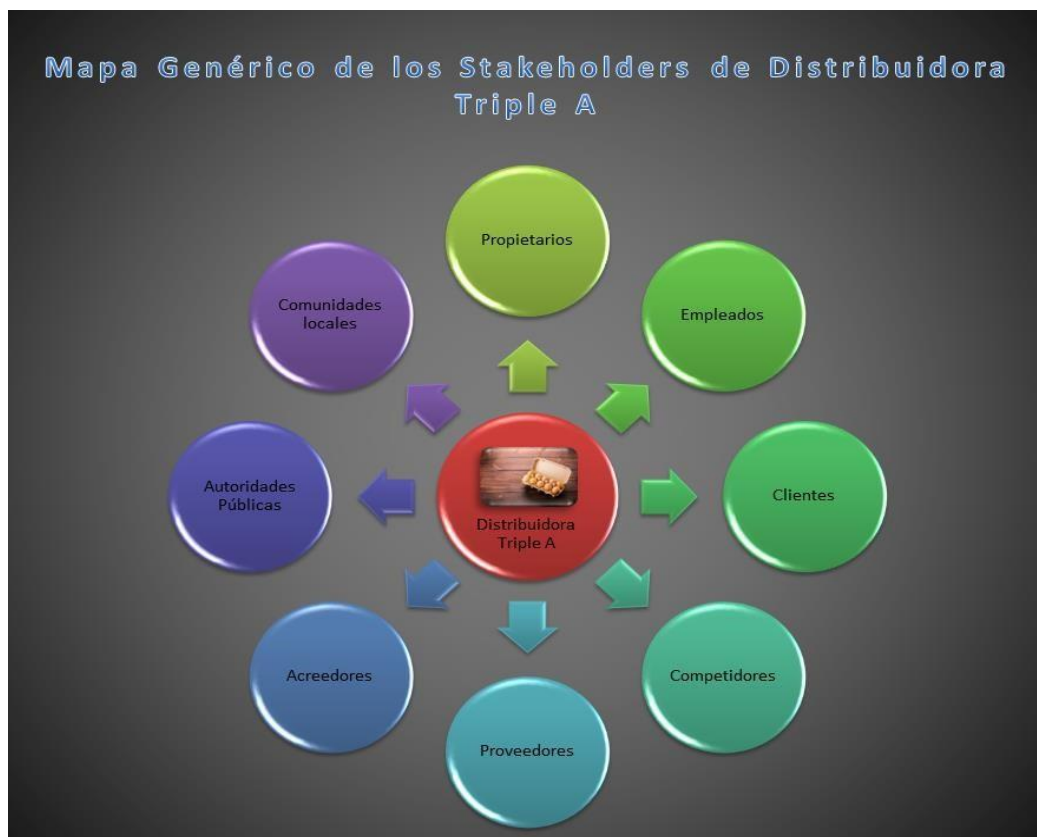 Mapa Genérico de los Stakeholders de Distribuidora
Triple A
Propietarios
Comunidades
locales
Empleados
Autoridades
Públicas
Distribuidora
Triple A
Clientes
Acreedores
Competidores
Proveedores